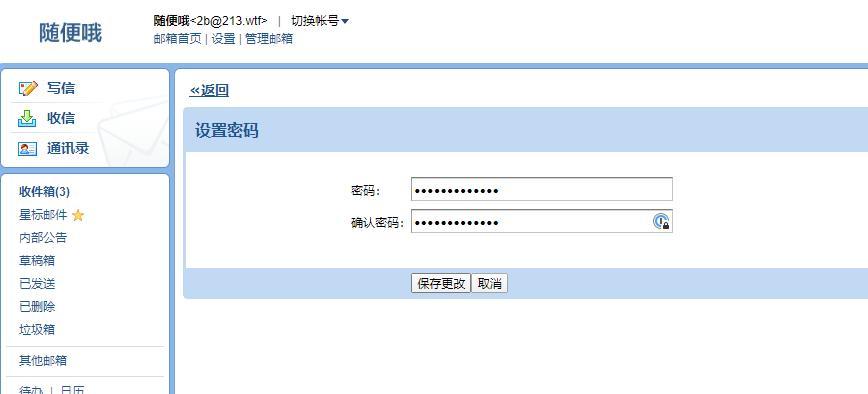 随便哦
随便哦<2b@213.wtf> | 切换帐号
邮箱首页 | 设置 | 管理邮箱
写信
收信
通讯录
收件箱(3)
星标邮件
内部公告
草稿箱
已发送
已删除
垃圾箱
其他邮箱
待办 | 日历
«返回
设置密码
密码：
确认密码：
保存更改 取消